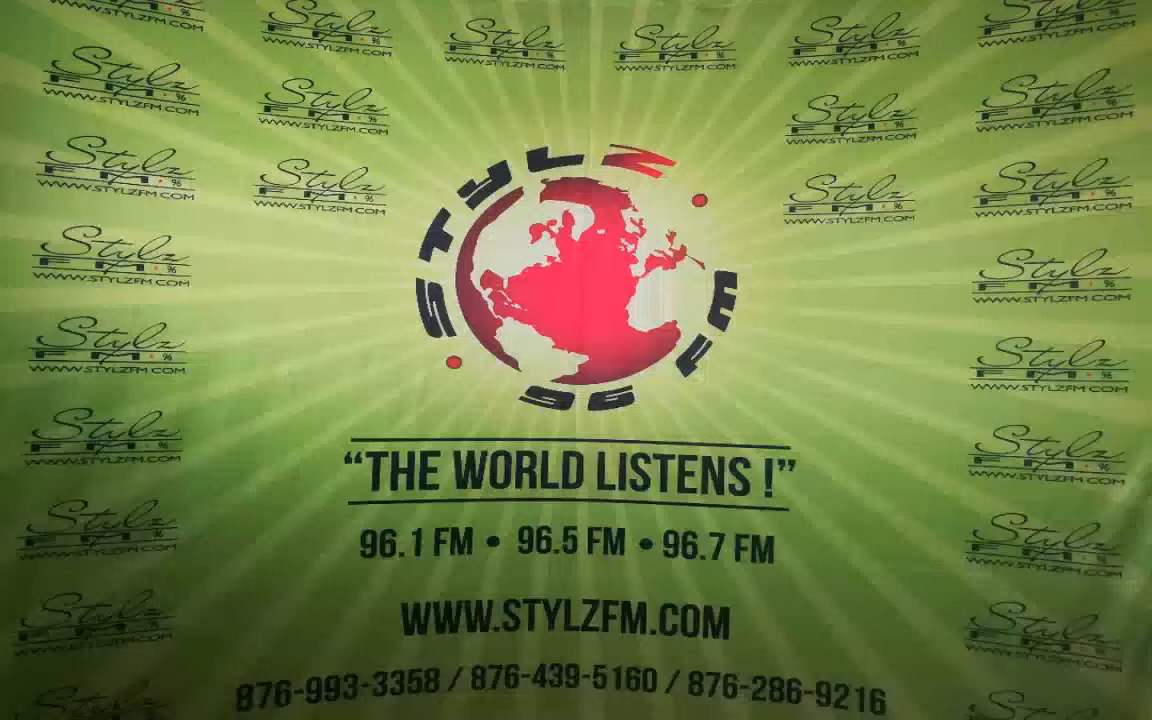 Stylz
FM 96
WWW.STYLZFM.COM
STYLZ FM 96
“THE WORLD LISTENS !”
96.1 FM • 96.5 FM • 96.7 FM
WWW.STYLZFM.COM
876-993-3358 / 876-439-5160 / 876-286-9216